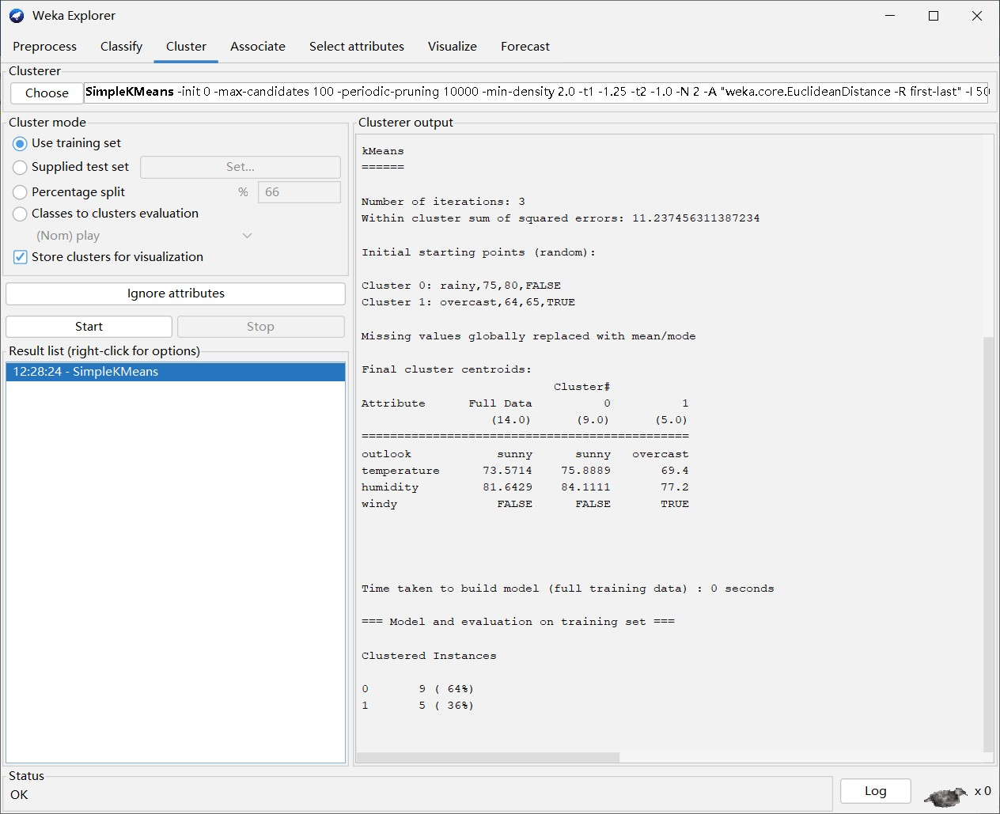 Weka Explorer
Preprocess Classify Cluster Associate Select attributes Visualize Forecast
Clusterer
Choose SimpleKMeans -init 0 -max-candidates 100 -periodic-pruning 10000 -min-density 2.0 -t1 -1.25 -t2 -1.0 -N 2 -A "weka.core.EuclideanDistance -R first-last" -I 50
Cluster mode
Use training set
Supplied test set Set...
Percentage split % 66
Classes to clusters evaluation
(Nom) play
Store clusters for visualization
Ignore attributes
Start Stop
Result list (right-click for options)
12:28:24 - SimpleKMeans
Clusterer output
kMeans
======
Number of iterations: 3
Within cluster sum of squared errors: 11.237456311387234
Initial starting points (random):
Cluster 0: rainy,75,80,FALSE
Cluster 1: overcast,64,65,TRUE
Missing values globally replaced with mean/mode
Final cluster centroids:
Cluster#
Attribute Full Data 0 1
(14.0) (9.0) (5.0)
==============================================
outlook sunny sunny overcast
temperature 73.5714 75.8889 69.4
humidity 81.6429 84.1111 77.2
windy FALSE FALSE TRUE
Time taken to build model (full training data) : 0 seconds
=== Model and evaluation on training set ===
Clustered Instances
0 9 ( 64%)
1 5 ( 36%)
Status
OK
Log x 0